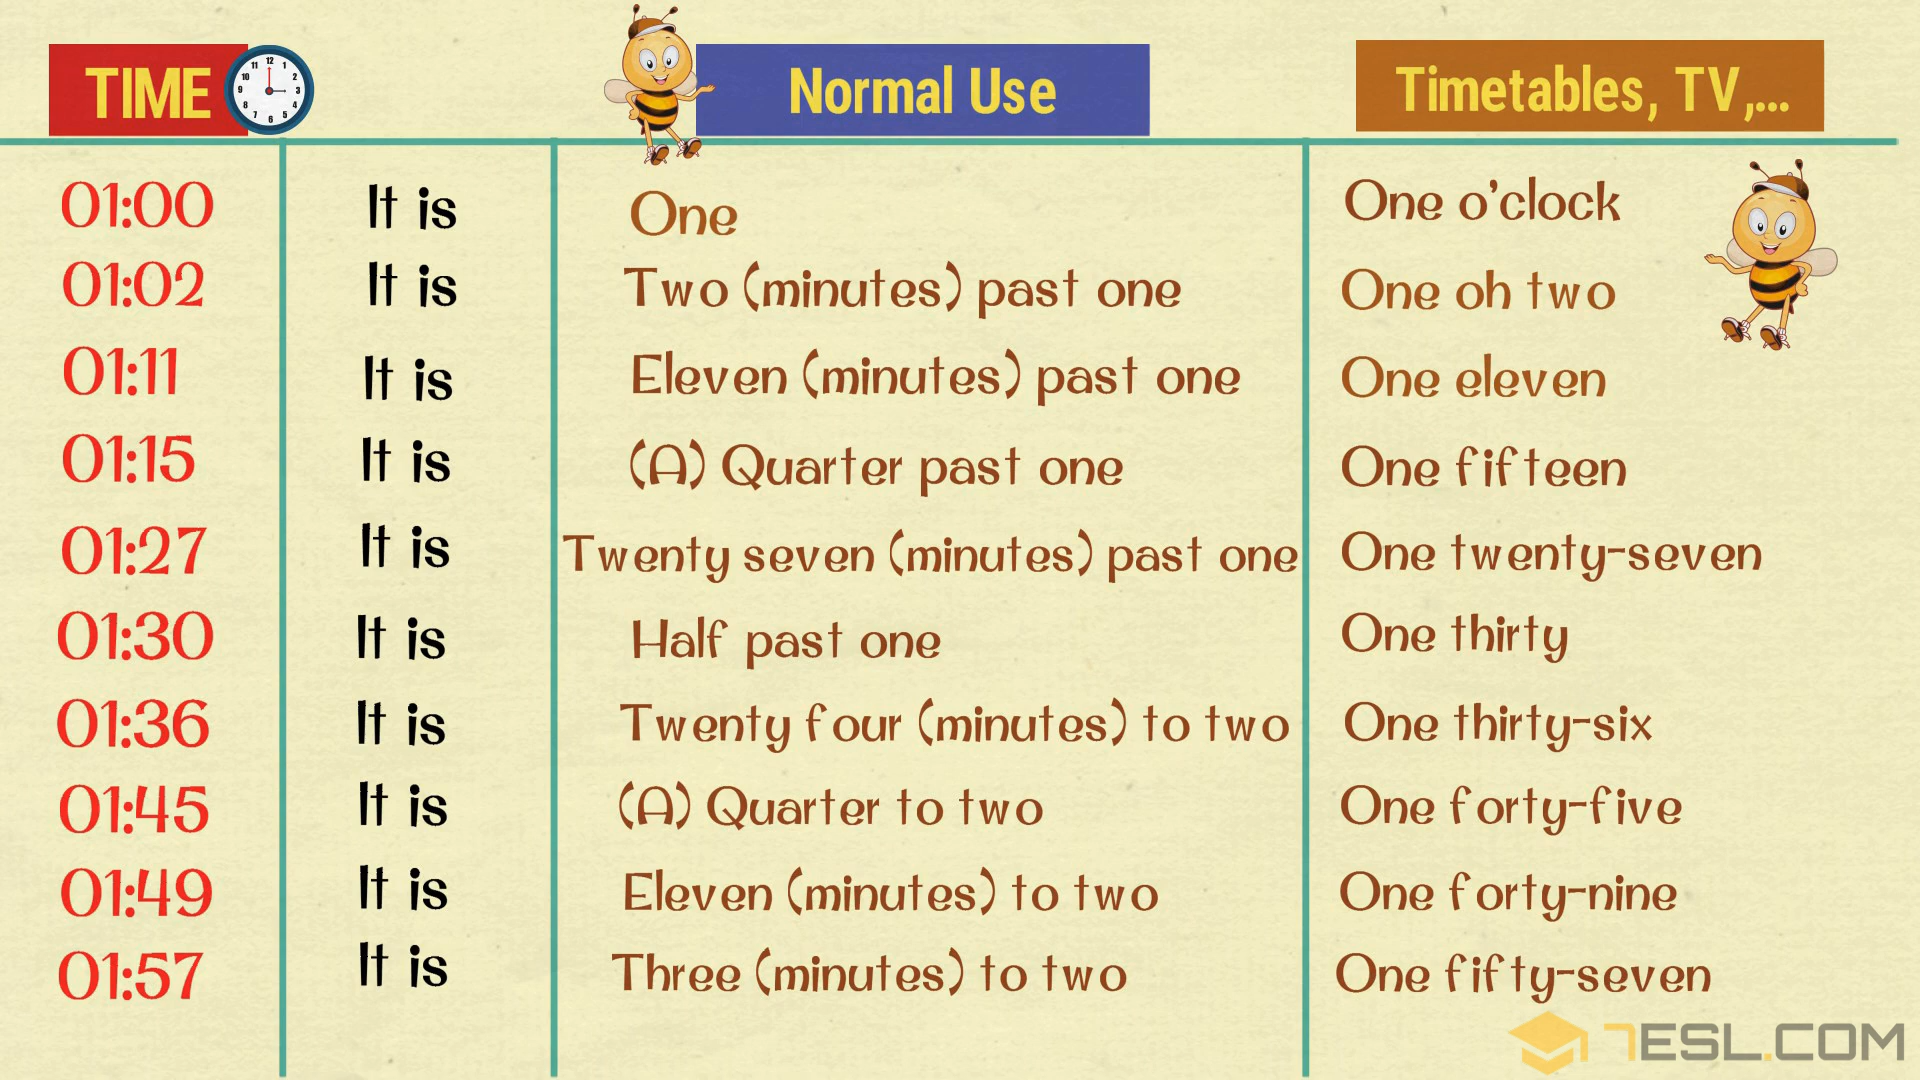 TIME Normal Use Timetables, TV,...
01:00 It is One One o'clock
01:02 It is Two (minutes) past one One oh two
01:11 It is Eleven (minutes) past one One eleven
01:15 It is (A) Quarter past one One fifteen
01:27 It is Twenty seven (minutes) past one One twenty-seven
01:30 It is Half past one One thirty
01:36 It is Twenty four (minutes) to two One thirty-six
01:45 It is (A) Quarter to two One forty-five
01:49 It is Eleven (minutes) to two One forty-nine
01:57 It is Three (minutes) to two One fifty-seven
7ESL.COM